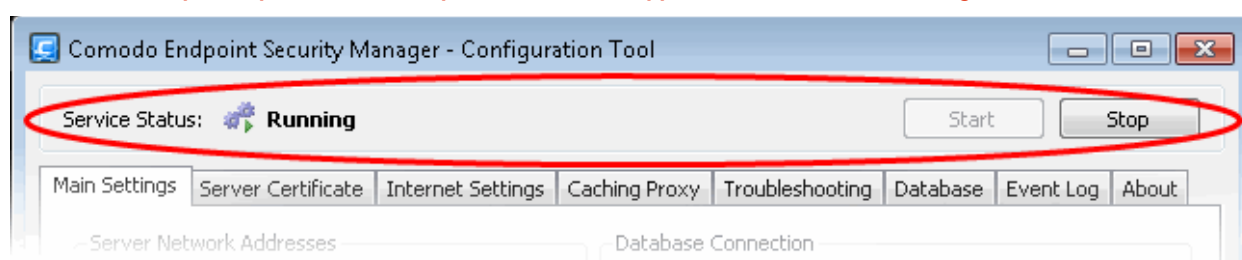 Comodo Endpoint Security Manager - Configuration Tool
Service Status: Running Start Stop
Main Settings Server Certificate Internet Settings Caching Proxy Troubleshooting Database Event Log About
Server Network Addresses Database Connection